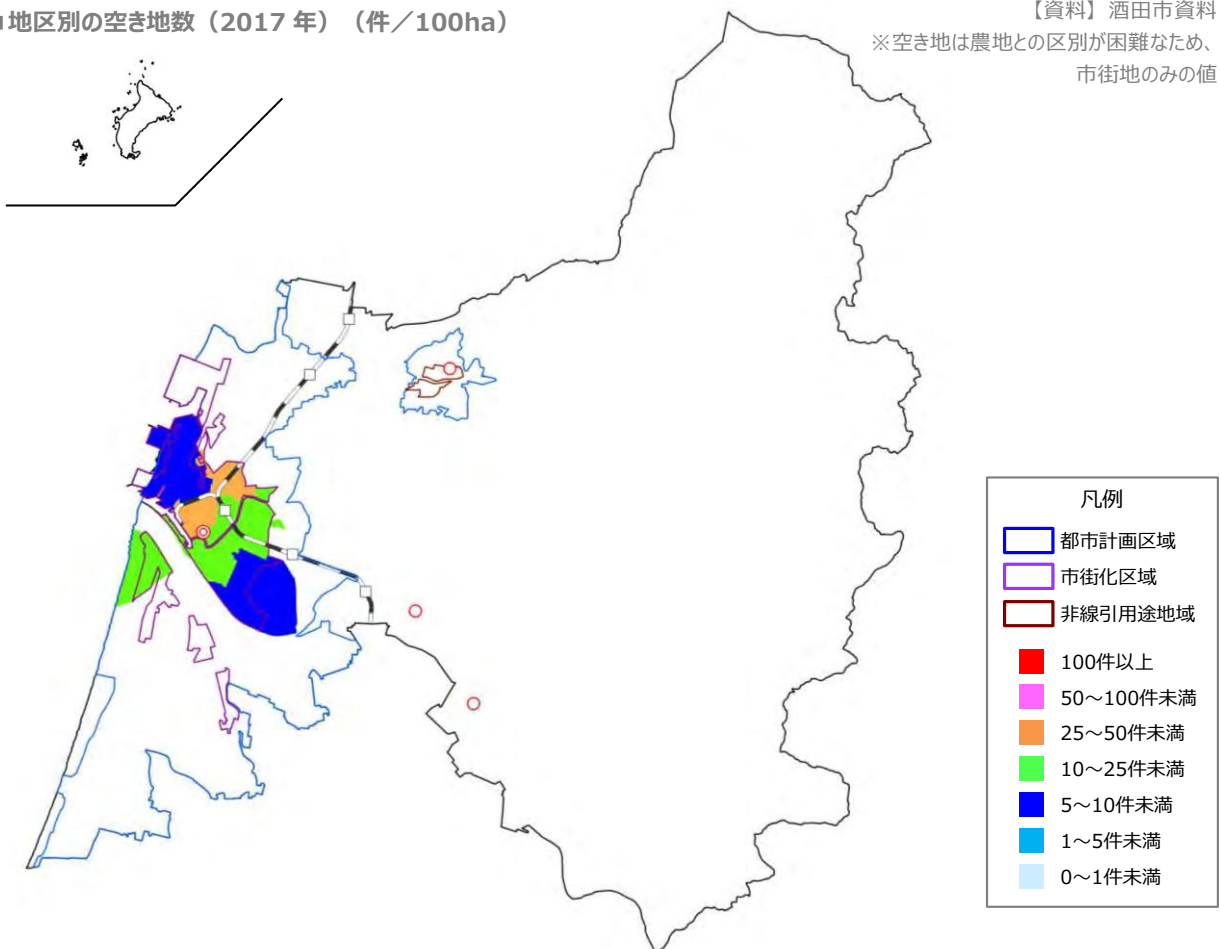 地区別の空き地数（2017 年）（件／100ha）
【資料】酒田市資料
※空き地は農地との区別が困難なため、
市街地のみの値
凡例
都市計画区域
市街化区域
非線引用途地域
100件以上
50～100件未満
25～50件未満
10～25件未満
5～10件未満
1～5件未満
0～1件未満